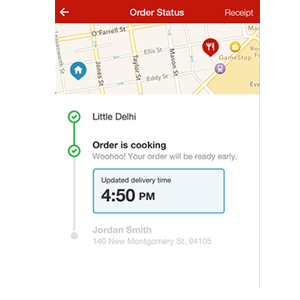 Order Status
Receipt
O'Farrell St
Leavenworth St
Jones St
Taylor St
Ellis St
Mason St
Eddy St
GameStop
Little Delhi
Order is cooking
Woohoo! Your order will be ready early.
Updated delivery time
4:50 PM
Jordan Smith
140 New Montgomery St, 94105